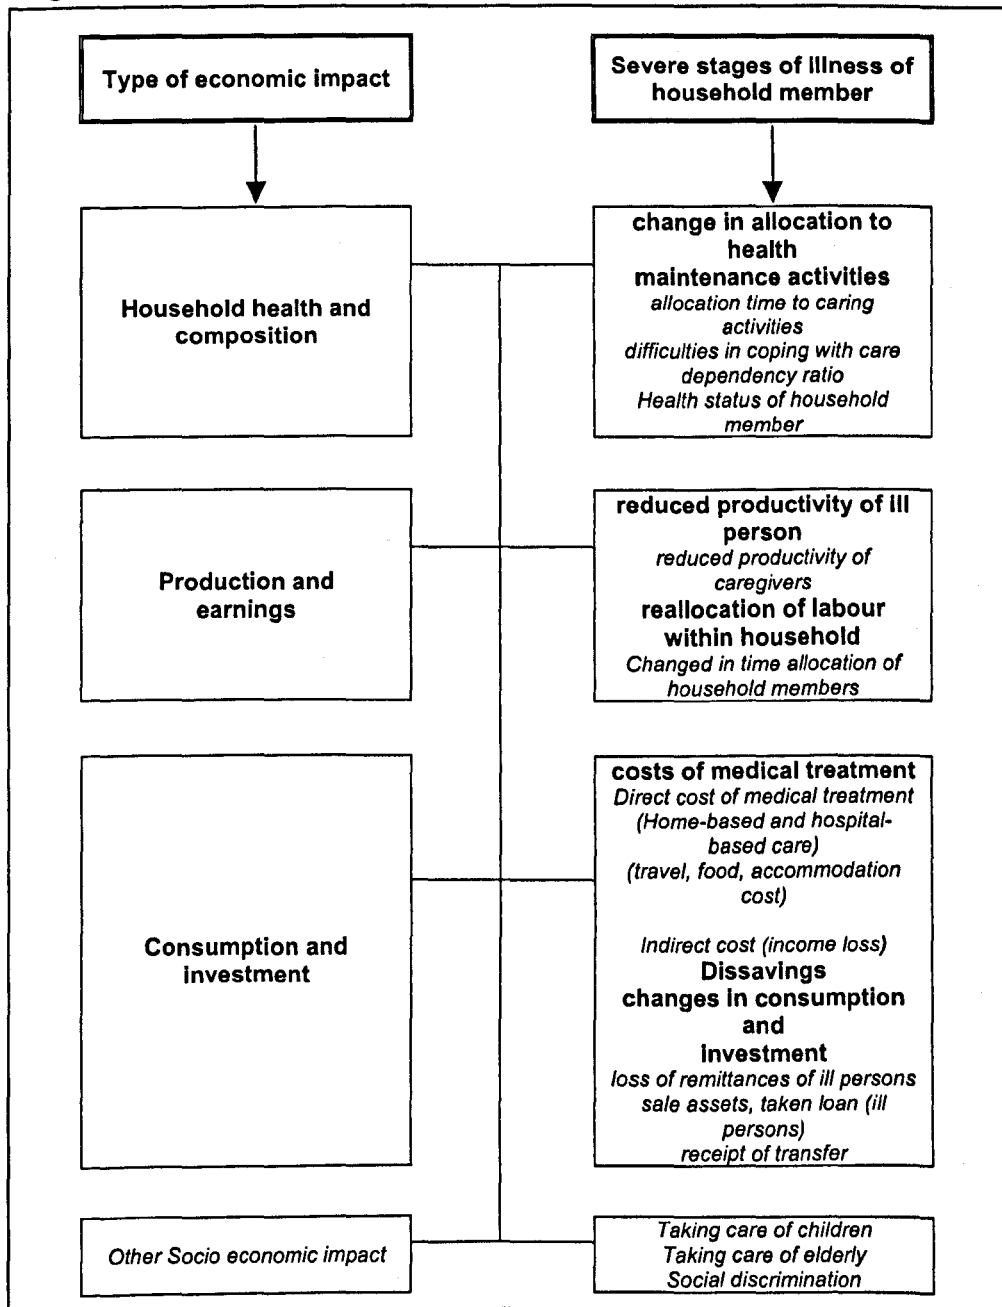 Type of economic impact
Severe stages of illness of
household member
Household health and
composition
change in allocation to
health
maintenance activities
allocation time to caring
activities
difficulties in coping with care
dependency ratio
Health status of household
member
Production and
earnings
reduced productivity of ill
person
reduced productivity of
caregivers
reallocation of labour
within household
Changed in time allocation of
household members
Consumption and
investment
costs of medical treatment
Direct cost of medical treatment
(Home-based and hospital-
based care)
(travel, food, accommodation
cost)
Indirect cost (income loss)
Dissavings
changes in consumption
and
investment
loss of remittances of ill persons
sale assets, taken loan (ill
persons)
receipt of transfer
Other Socio economic impact
Taking care of children
Taking care of elderly
Social discrimination